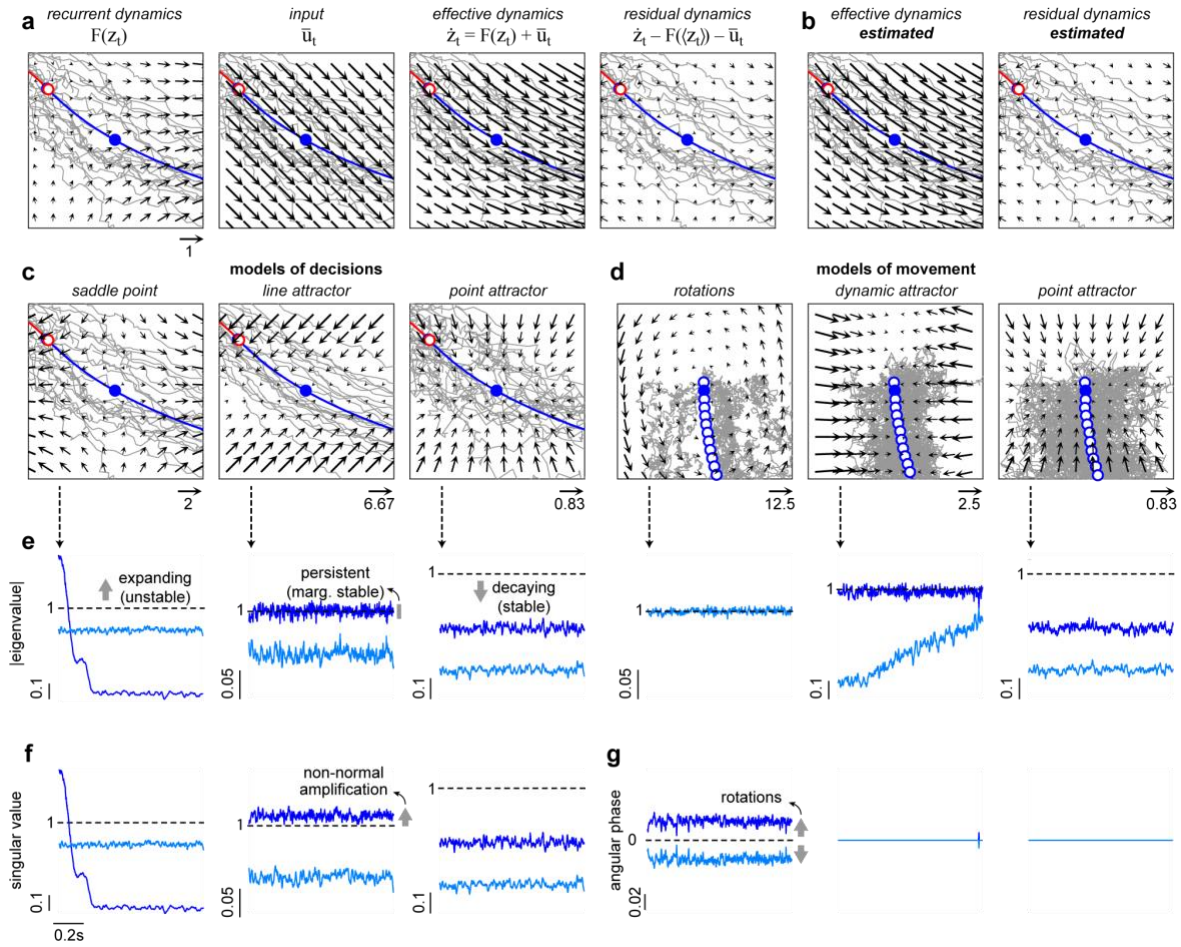 a
recurrent dynamics
F(z_t)
input
ū_t
effective dynamics
ż_t = F(z_t) + ū_t
residual dynamics
ż_t − F(⟨z_t⟩) − ū_t
1
b
effective dynamics
estimated
residual dynamics
estimated
c
models of decisions
saddle point
line attractor
point attractor
2
6.67
0.83
d
models of movement
rotations
dynamic attractor
point attractor
12.5
2.5
0.83
e
|eigenvalue|
1
expanding
(unstable)
0.1
persistent
(marg. stable)
1
0.05
1
decaying
(stable)
0.1
1
0.05
1
0.1
1
0.1
f
singular value
1
0.1
0.2s
non-normal
amplification
1
0.05
1
0.1
g
angular phase
rotations
0
0.02